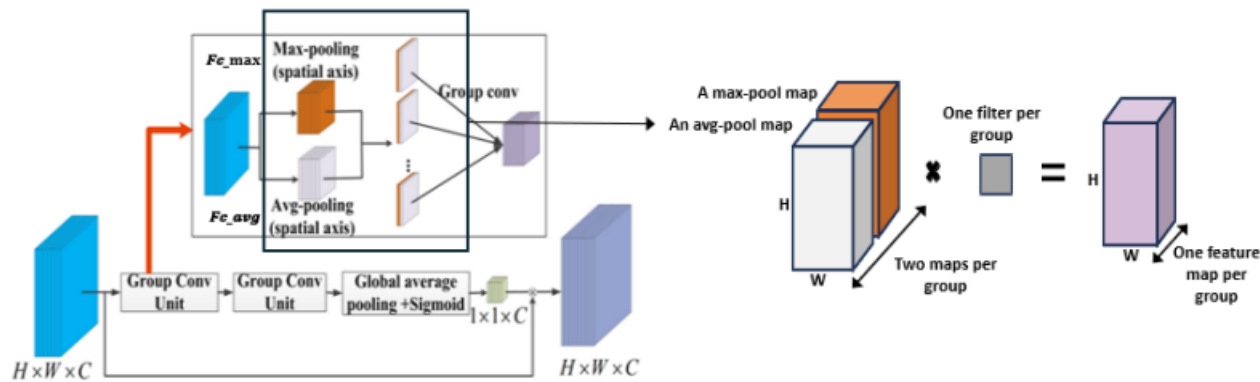 Fc_max
Max-pooling
(spatial axis)
Group conv
Fc_avg
Avg-pooling
(spatial axis)
Group Conv
Unit
Group Conv
Unit
Global average
pooling +Sigmoid
1×1×C
H×W×C
H×W×C
A max-pool map
An avg-pool map
One filter per
group
H
W
Two maps per
group
H
W
One feature
map per
group